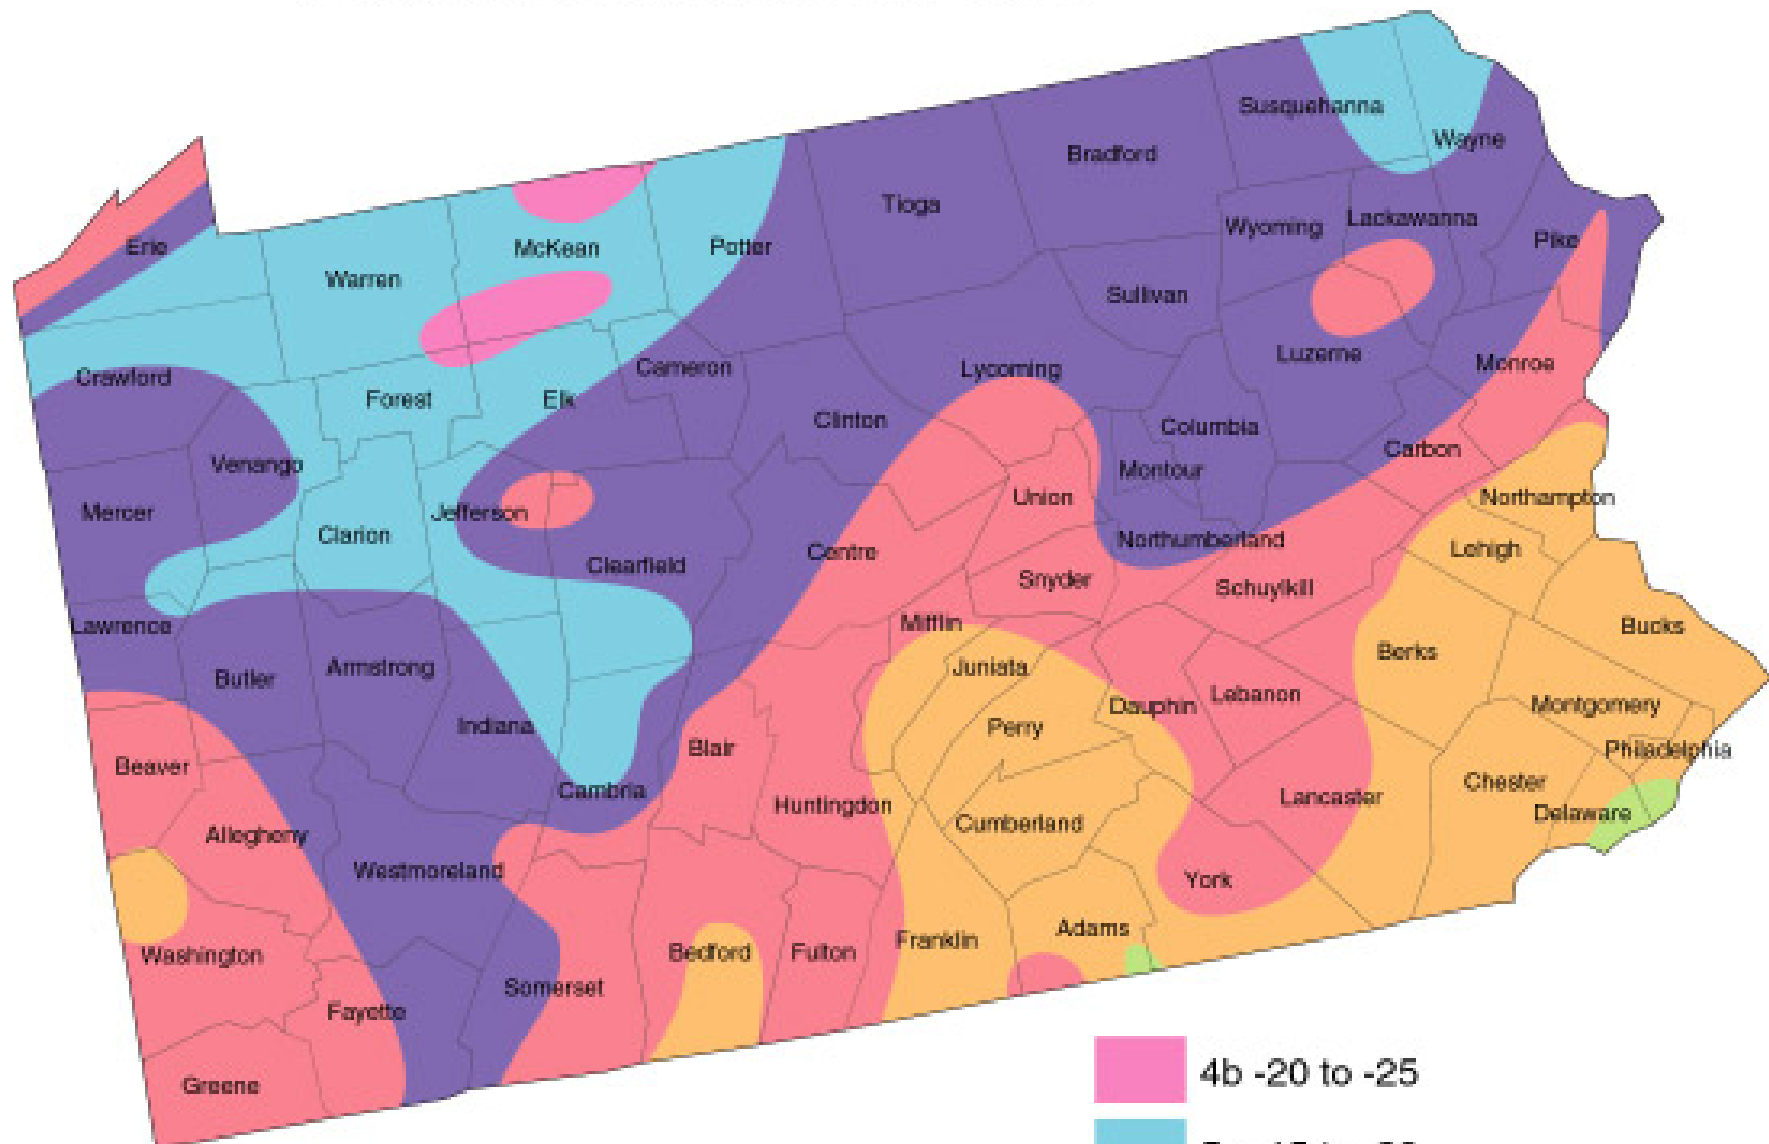 Susquehanna
Wayne
Bradford
Tioga
Wyoming
Lackawanna
Pike
Erie
McKean
Potter
Warren
Sullivan
Luzerne
Monroe
Crawford
Forest
Elk
Cameron
Lycoming
Clinton
Columbia
Carbon
Venango
Montour
Mercer
Jefferson
Union
Northampton
Clarion
Clearfield
Centre
Northumberland
Lehigh
Snyder
Schuylkill
Lawrence
Mifflin
Bucks
Butler
Armstrong
Juniata
Berks
Indiana
Perry
Dauphin
Lebanon
Montgomery
Beaver
Blair
Philadelphia
Cambria
Huntingdon
Lancaster
Chester
Allegheny
Cumberland
Delaware
Westmoreland
York
Washington
Bedford
Fulton
Franklin
Adams
Somerset
Fayette
Greene
4b -20 to -25